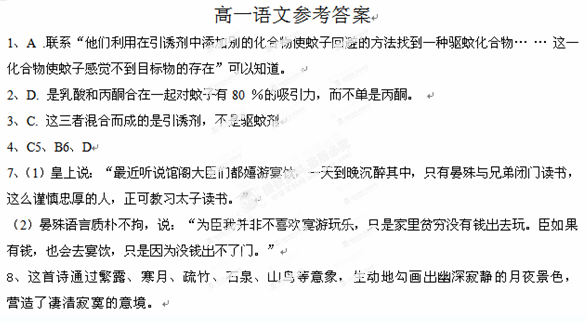 高一语文参考答案
1、A .联系“他们利用在引诱剂中添加别的化合物使蚊子回避的方法找到一种驱蚊化合物… … 这一
化合物使蚊子感觉不到目标物的存在”可以知道。
2、D. 是乳酸和丙酮合在一起对蚊子有 80 %的吸引力，而不单是丙酮。
3、C. 这三者混合而成的是引诱剂，不是驱蚊剂
4、C5、B6、D
7、（1）皇上说：“最近听说馆阁大臣们都嬉游宴饮，一天到晚沉醉其中，只有晏殊与兄弟闭门读书，
这么谨慎忠厚的人，正可教习太子读书。”
（2）晏殊语言质朴不拘，说：“为臣我并非不喜欢宴游玩乐，只是家里贫穷没有钱出去玩。臣如果
有钱，也会去宴饮，只是因为没钱出不了门。”
8、这首诗通过繁露、寒月、疏竹、石泉、山鸟等意象，生动地勾画出幽深寂静的月夜景色，
营造了凄清寂寞的意境。